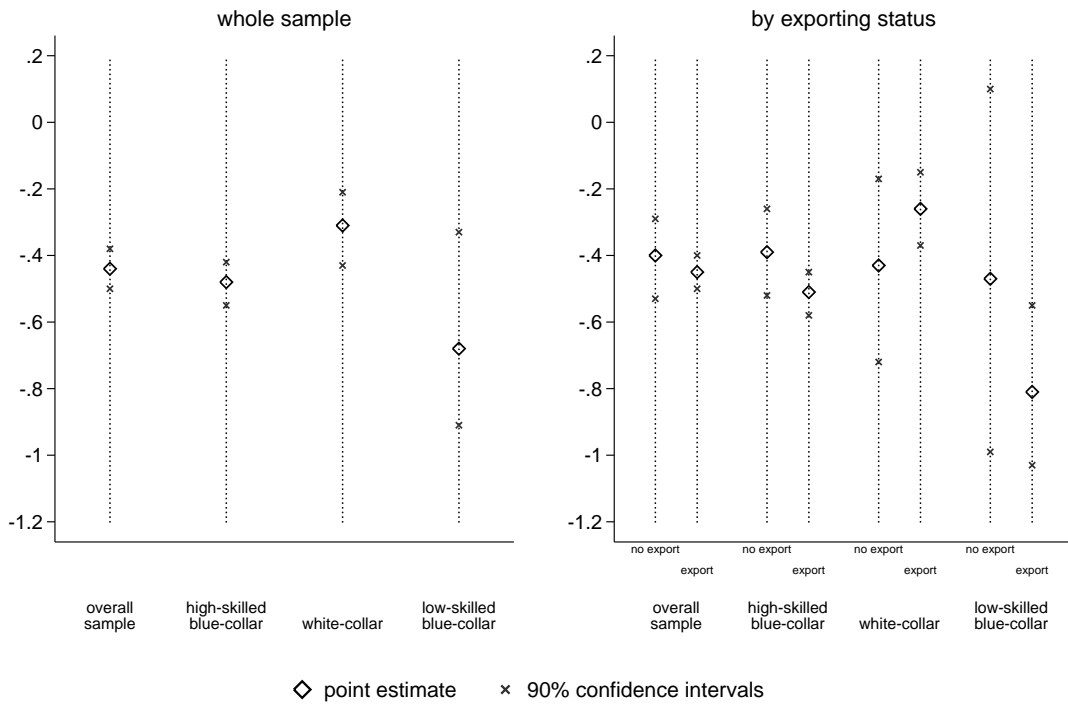 whole sample
.2
0
-.2
-.4
-.6
-.8
-1
-1.2
overall
sample
high-skilled
blue-collar
white-collar
low-skilled
blue-collar
by exporting status
.2
0
-.2
-.4
-.6
-.8
-1
-1.2
no export
export
no export
export
no export
export
no export
export
overall
sample
high-skilled
blue-collar
white-collar
low-skilled
blue-collar
point estimate
90% confidence intervals